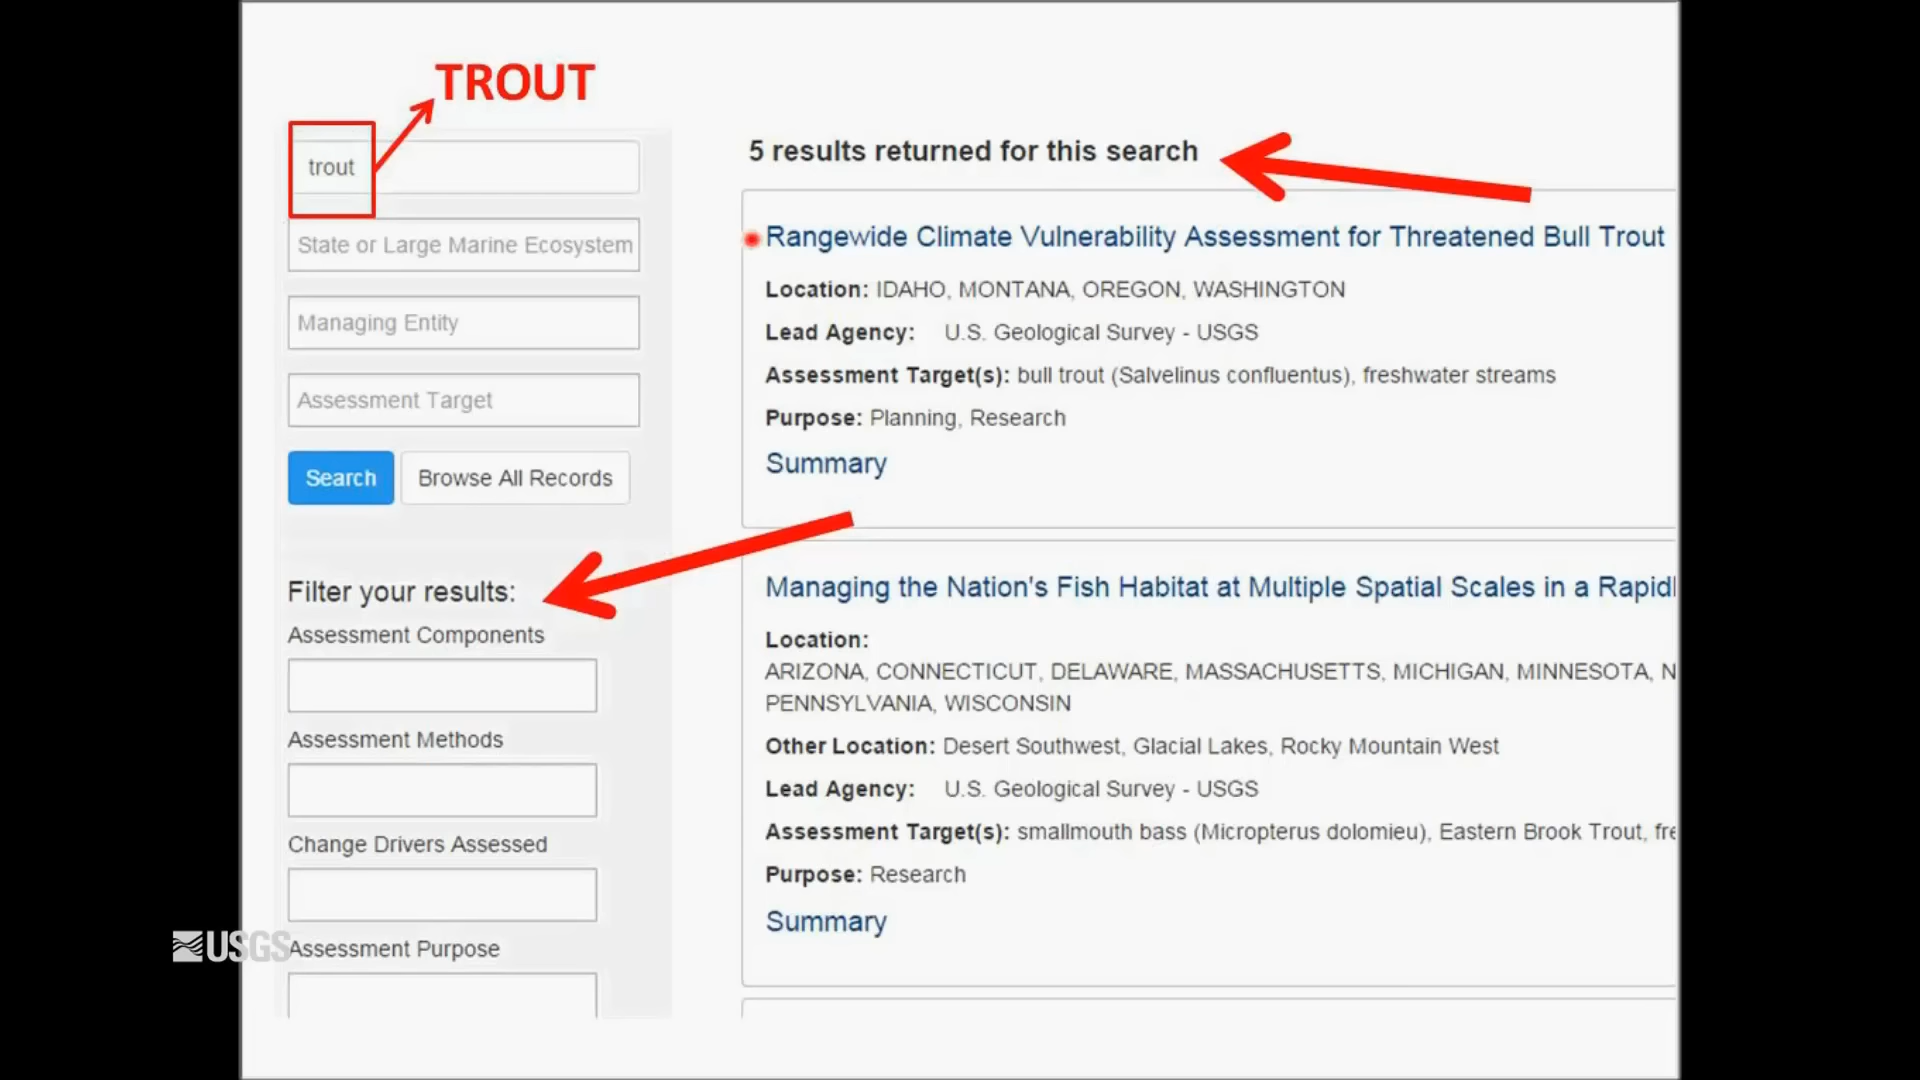 TROUT
trout
State or Large Marine Ecosystem
Managing Entity
Assessment Target
Search Browse All Records
Filter your results:
Assessment Components
Assessment Methods
Change Drivers Assessed
Assessment Purpose
USGS
5 results returned for this search
Rangewide Climate Vulnerability Assessment for Threatened Bull Trout
Location: IDAHO, MONTANA, OREGON, WASHINGTON
Lead Agency: U.S. Geological Survey - USGS
Assessment Target(s): bull trout (Salvelinus confluentus), freshwater streams
Purpose: Planning, Research
Summary
Managing the Nation's Fish Habitat at Multiple Spatial Scales in a
Location:
ARIZONA, CONNECTICUT, DELAWARE, MASSACHUSETTS, MICHIGAN, MINNESOTA,
PENNSYLVANIA, WISCONSIN
Other Location: Desert Southwest, Glacial Lakes, Rocky Mountain West
Lead Agency: U.S. Geological Survey - USGS
Assessment Target(s): smallmouth bass (Micropterus dolomieu), Eastern Brook Trout,
Purpose: Research
Summary